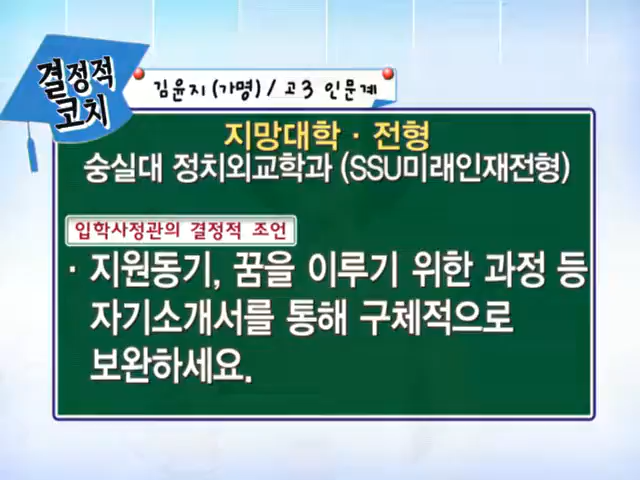 결정적
코치
김윤지 (가명) / 고3 인문계
지망대학 · 전형
숭실대 정치외교학과 (SSU미래인재전형)
입학사정관의 결정적 조언
· 지원동기, 꿈을 이루기 위한 과정 등
자기소개서를 통해 구체적으로
보완하세요.